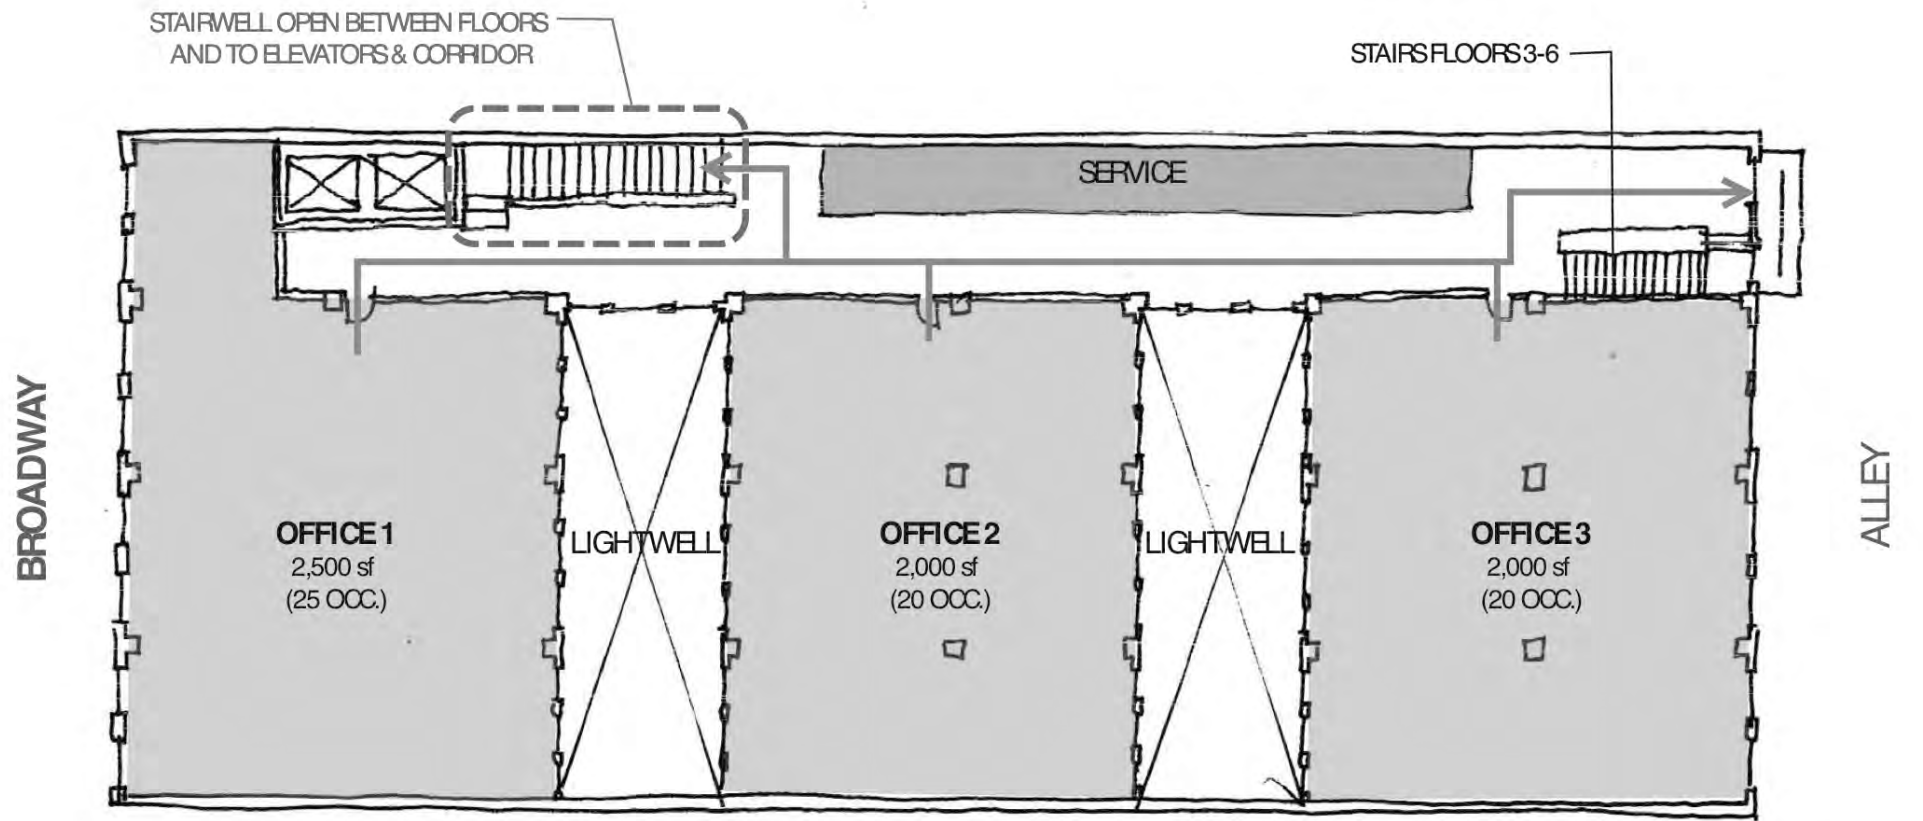 STAIRWELL OPEN BETWEEN FLOORS
AND TO ELEVATORS & CORRIDOR
STAIRS FLOORS 3-6
SERVICE
BROADWAY
OFFICE 1
2,500 sf
(25 OCC.)
LIGHTWELL
OFFICE 2
2,000 sf
(20 OCC.)
LIGHTWELL
OFFICE 3
2,000 sf
(20 OCC.)
ALLEY